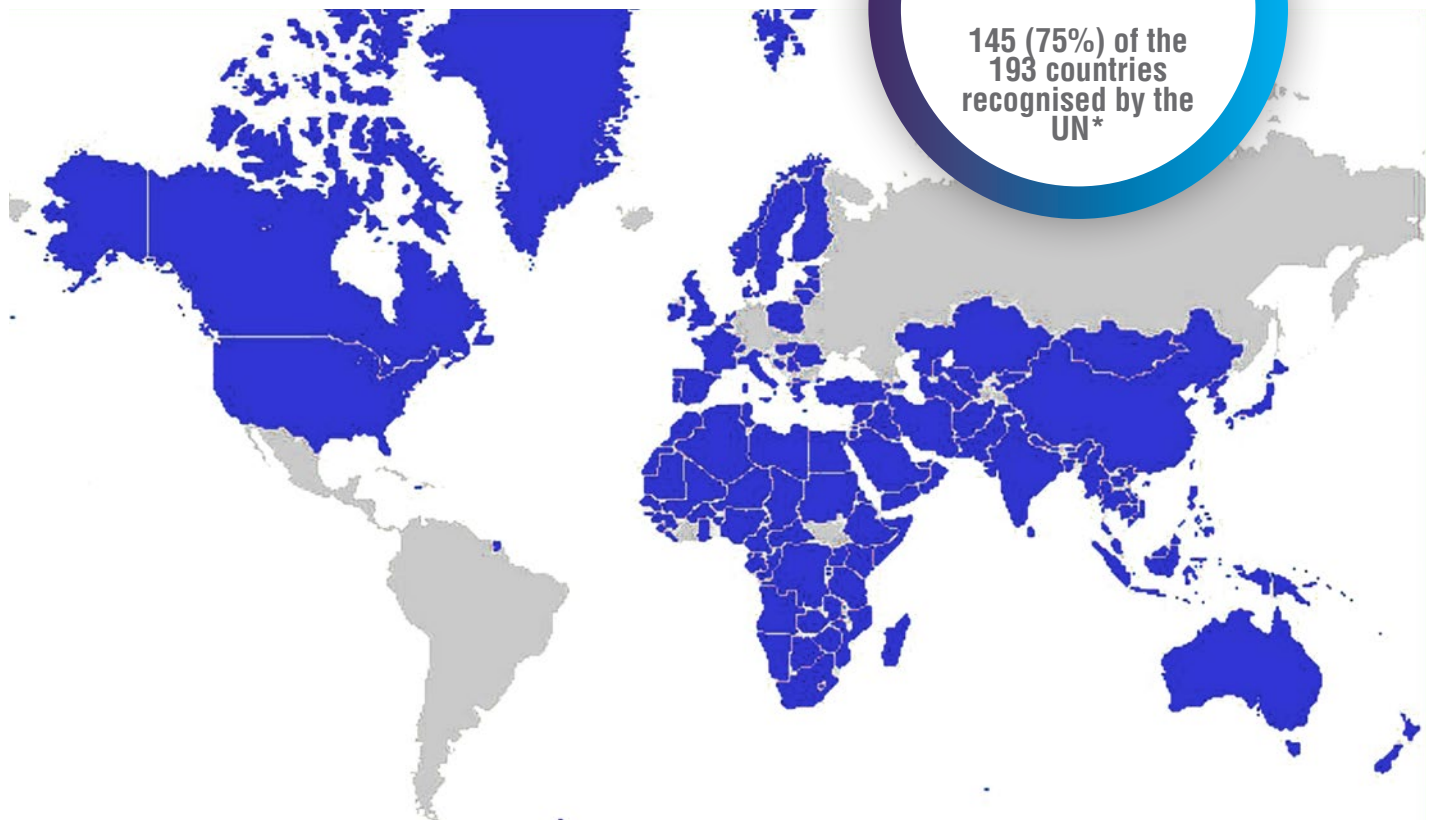 145 (75%) of the
193 countries
recognised by the
UN*